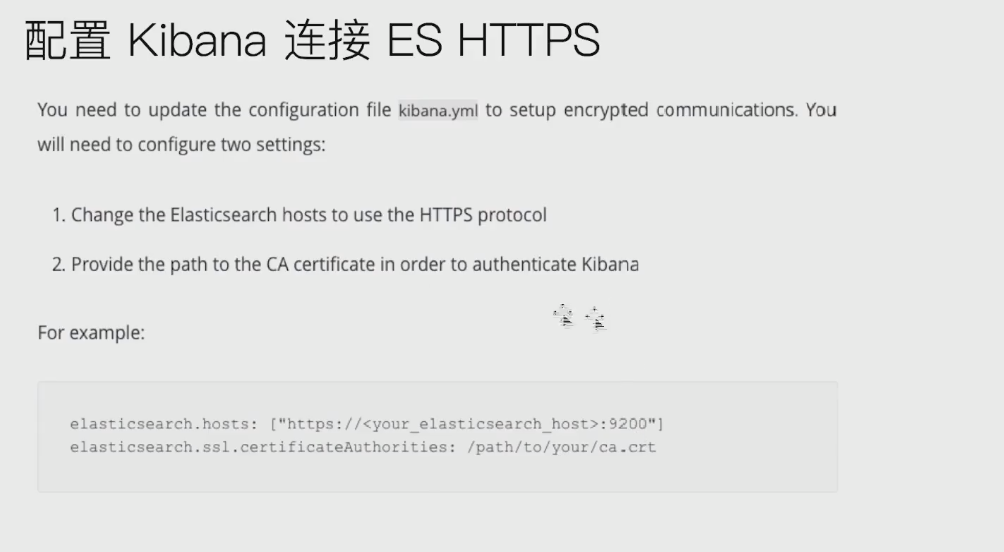 配置 Kibana 连接 ES HTTPS
You need to update the configuration file kibana.yml to setup encrypted communications. You
will need to configure two settings:
1. Change the Elasticsearch hosts to use the HTTPS protocol
2. Provide the path to the CA certificate in order to authenticate Kibana
For example:
elasticsearch.hosts: ["https://<your_elasticsearch_host>:9200"]
elasticsearch.ssl.certificateAuthorities: /path/to/your/ca.crt